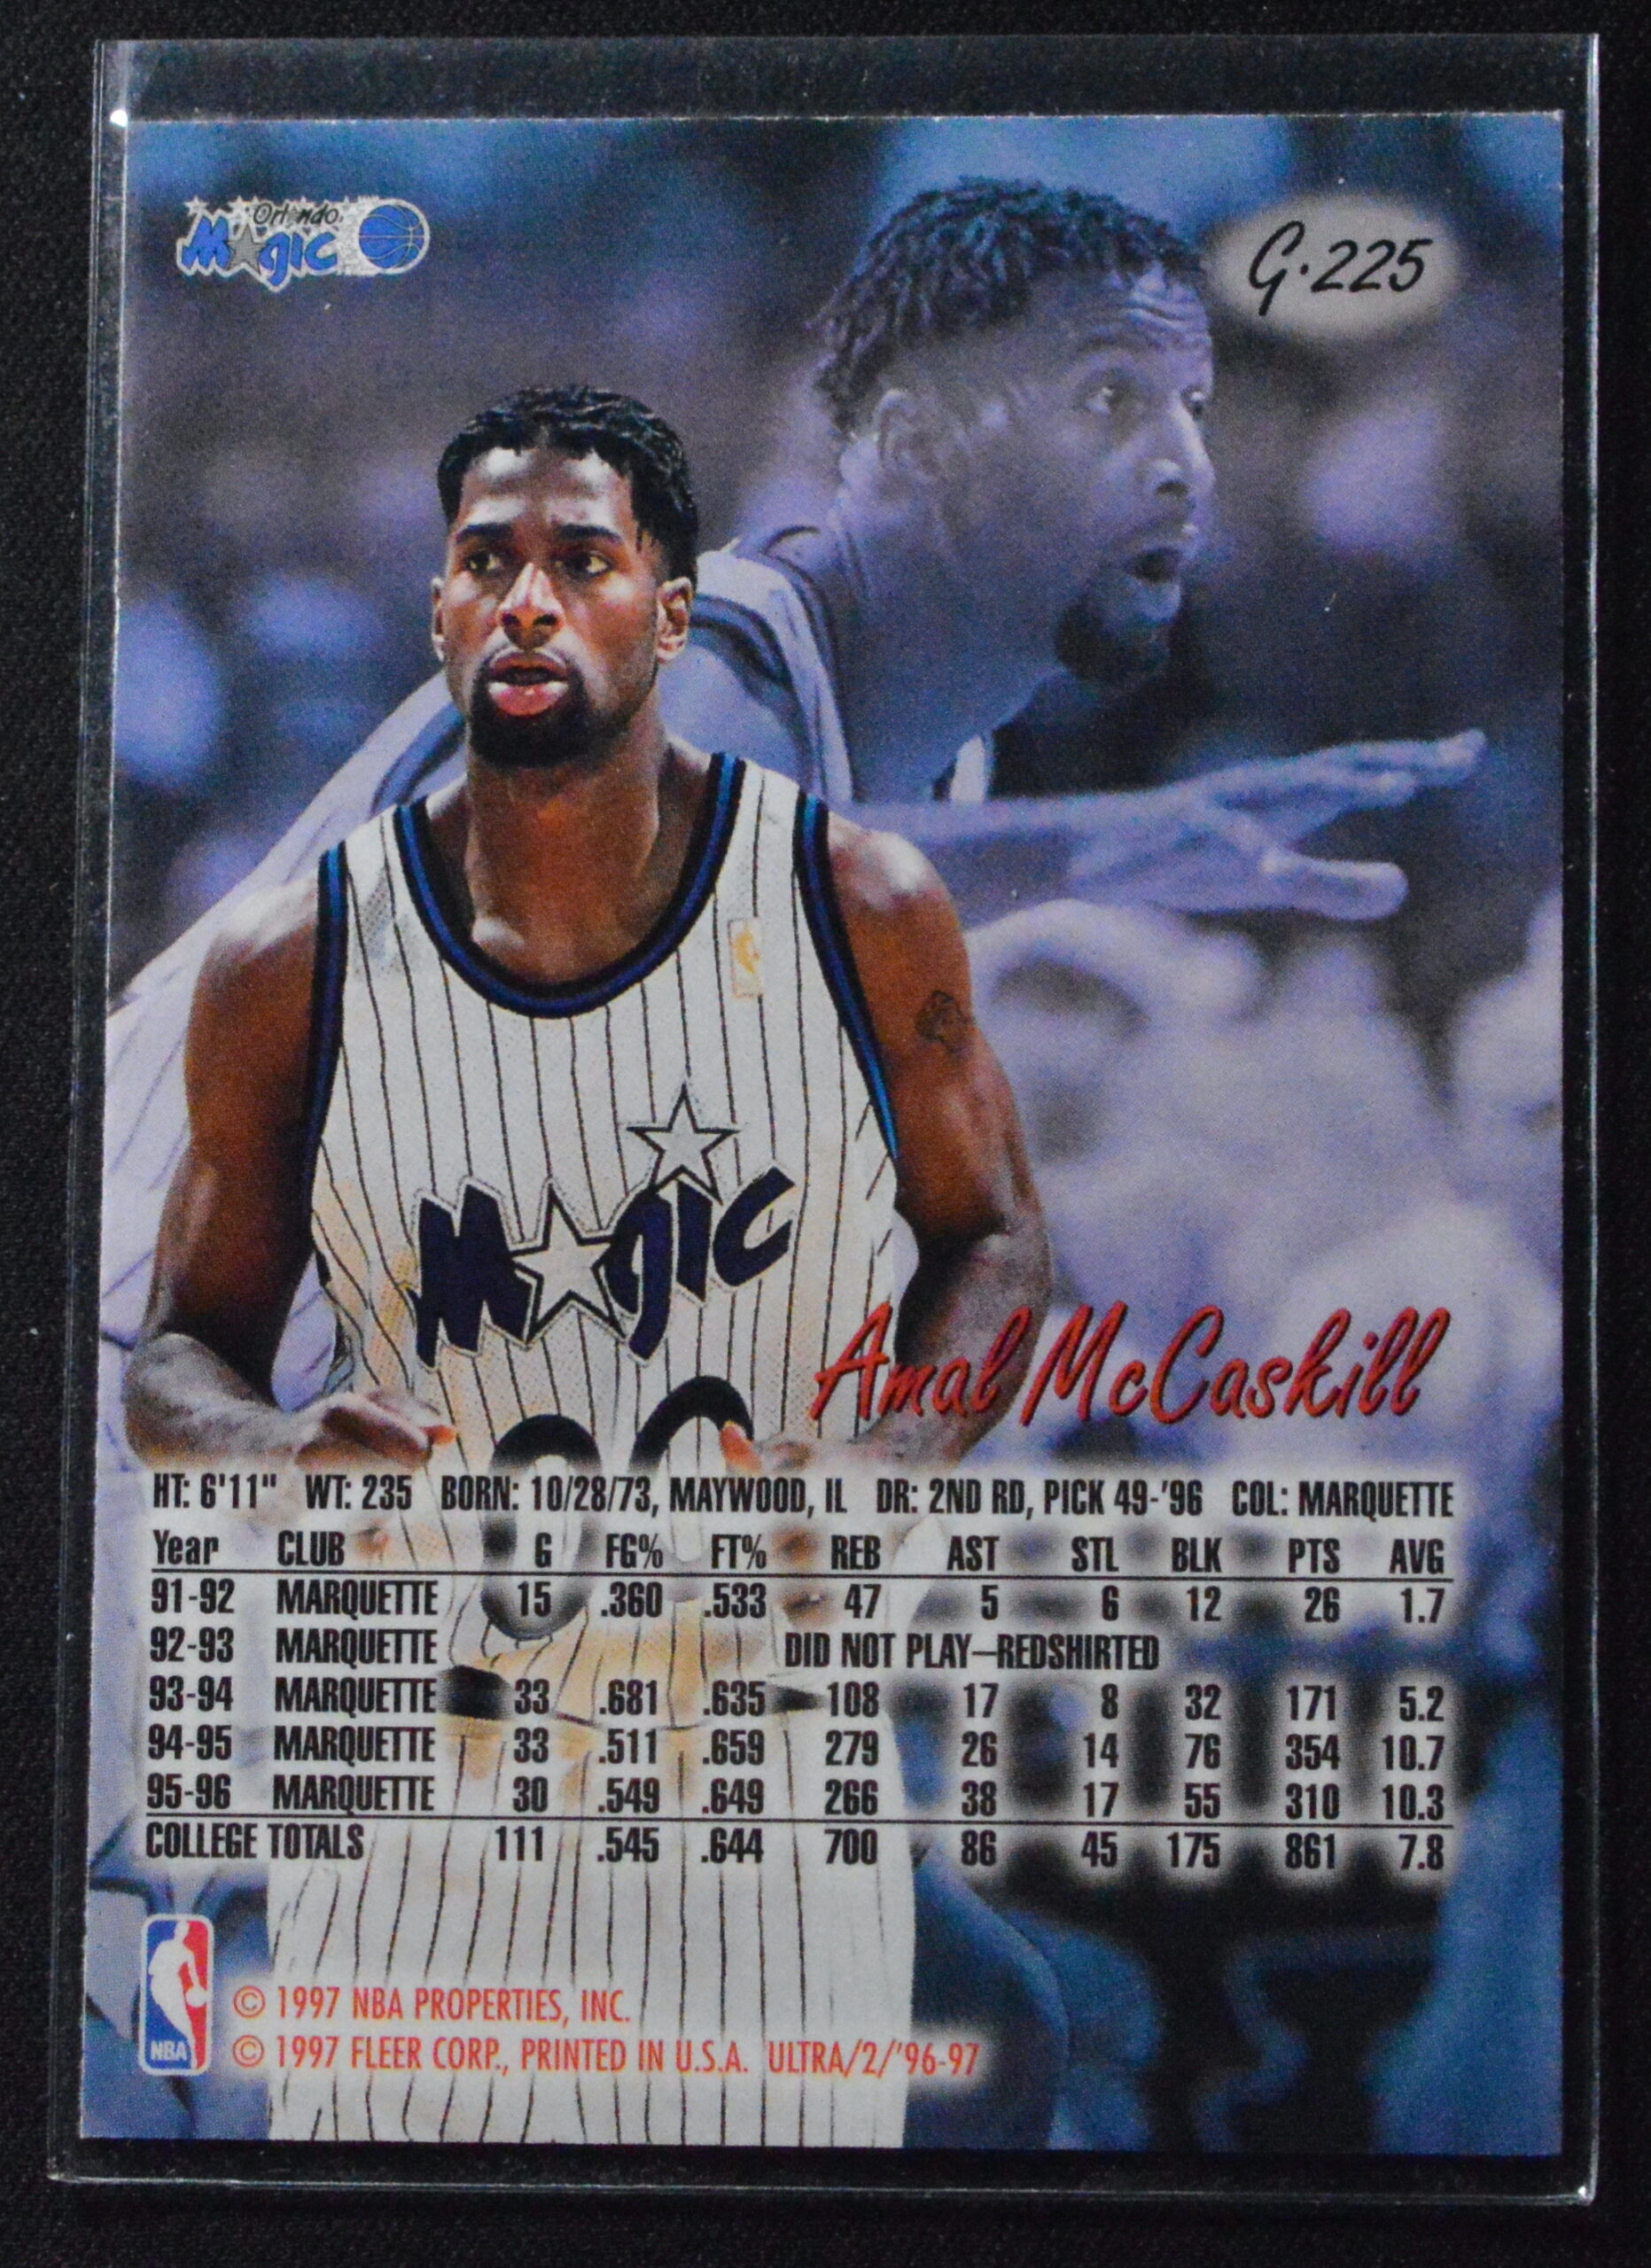 Orlando
Magic
G·225
Magic
Amal McCaskill
HT: 6'11" WT: 235 BORN: 10/28/73, MAYWOOD, IL DR: 2ND RD, PICK 49-'96 COL: MARQUETTE
Year CLUB G FG% FT% REB AST STL BLK PTS AVG
91-92 MARQUETTE 15 .360 .533 47 5 6 12 26 1.7
92-93 MARQUETTE DID NOT PLAY—REDSHIRTED
93-94 MARQUETTE 33 .681 .635 108 17 8 32 171 5.2
94-95 MARQUETTE 33 .511 .659 279 26 14 76 354 10.7
95-96 MARQUETTE 30 .549 .649 266 38 17 55 310 10.3
COLLEGE TOTALS 111 .545 .644 700 86 45 175 861 7.8
NBA
© 1997 NBA PROPERTIES, INC.
© 1997 FLEER CORP., PRINTED IN U.S.A. ULTRA/2/'96-97